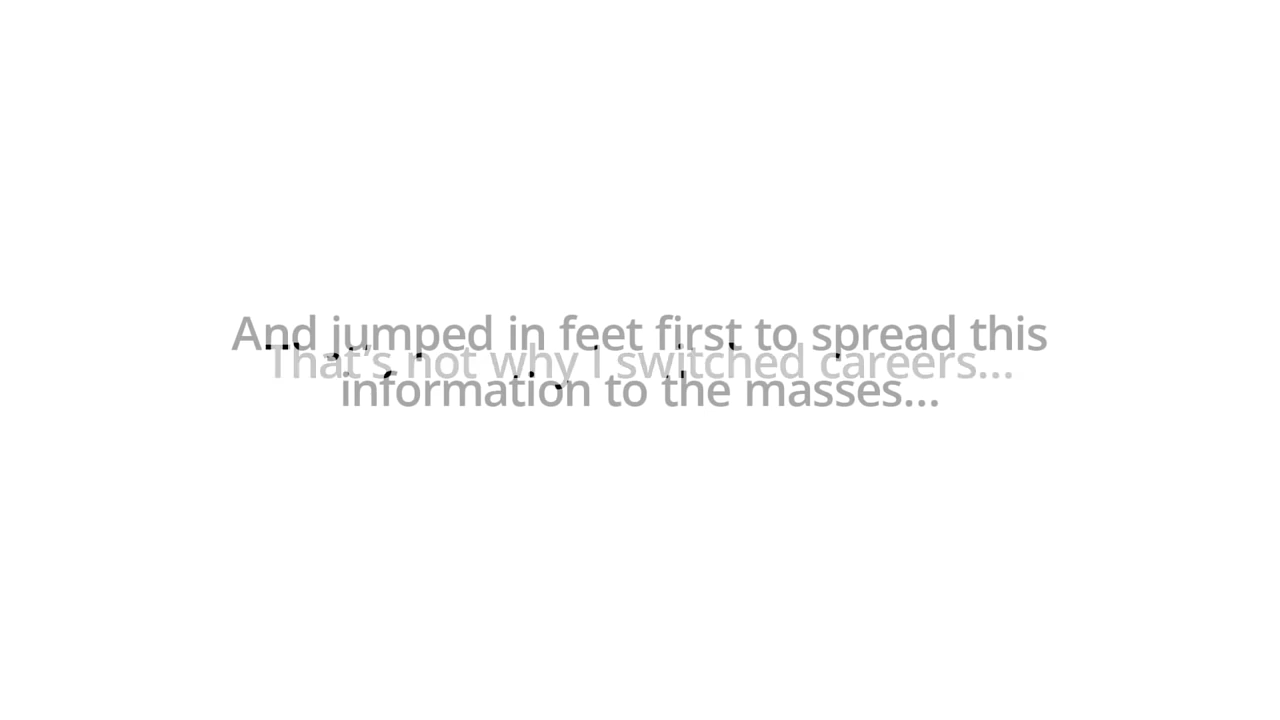 And jumped in feet first to spread this
That's not why I switched careers...
information to the masses...